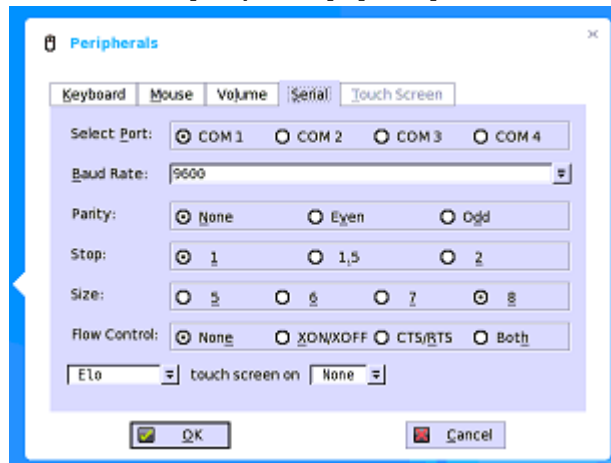 Peripherals
Keyboard Mouse Volume Serial Touch Screen
Select Port: COM 1 COM 2 COM 3 COM 4
Baud Rate: 9600
Parity: None Even Odd
Stop: 1 1,5 2
Size: 5 6 7 8
Flow Control: None XON/XOFF CTS/RTS Both
Elo touch screen on None
OK Cancel